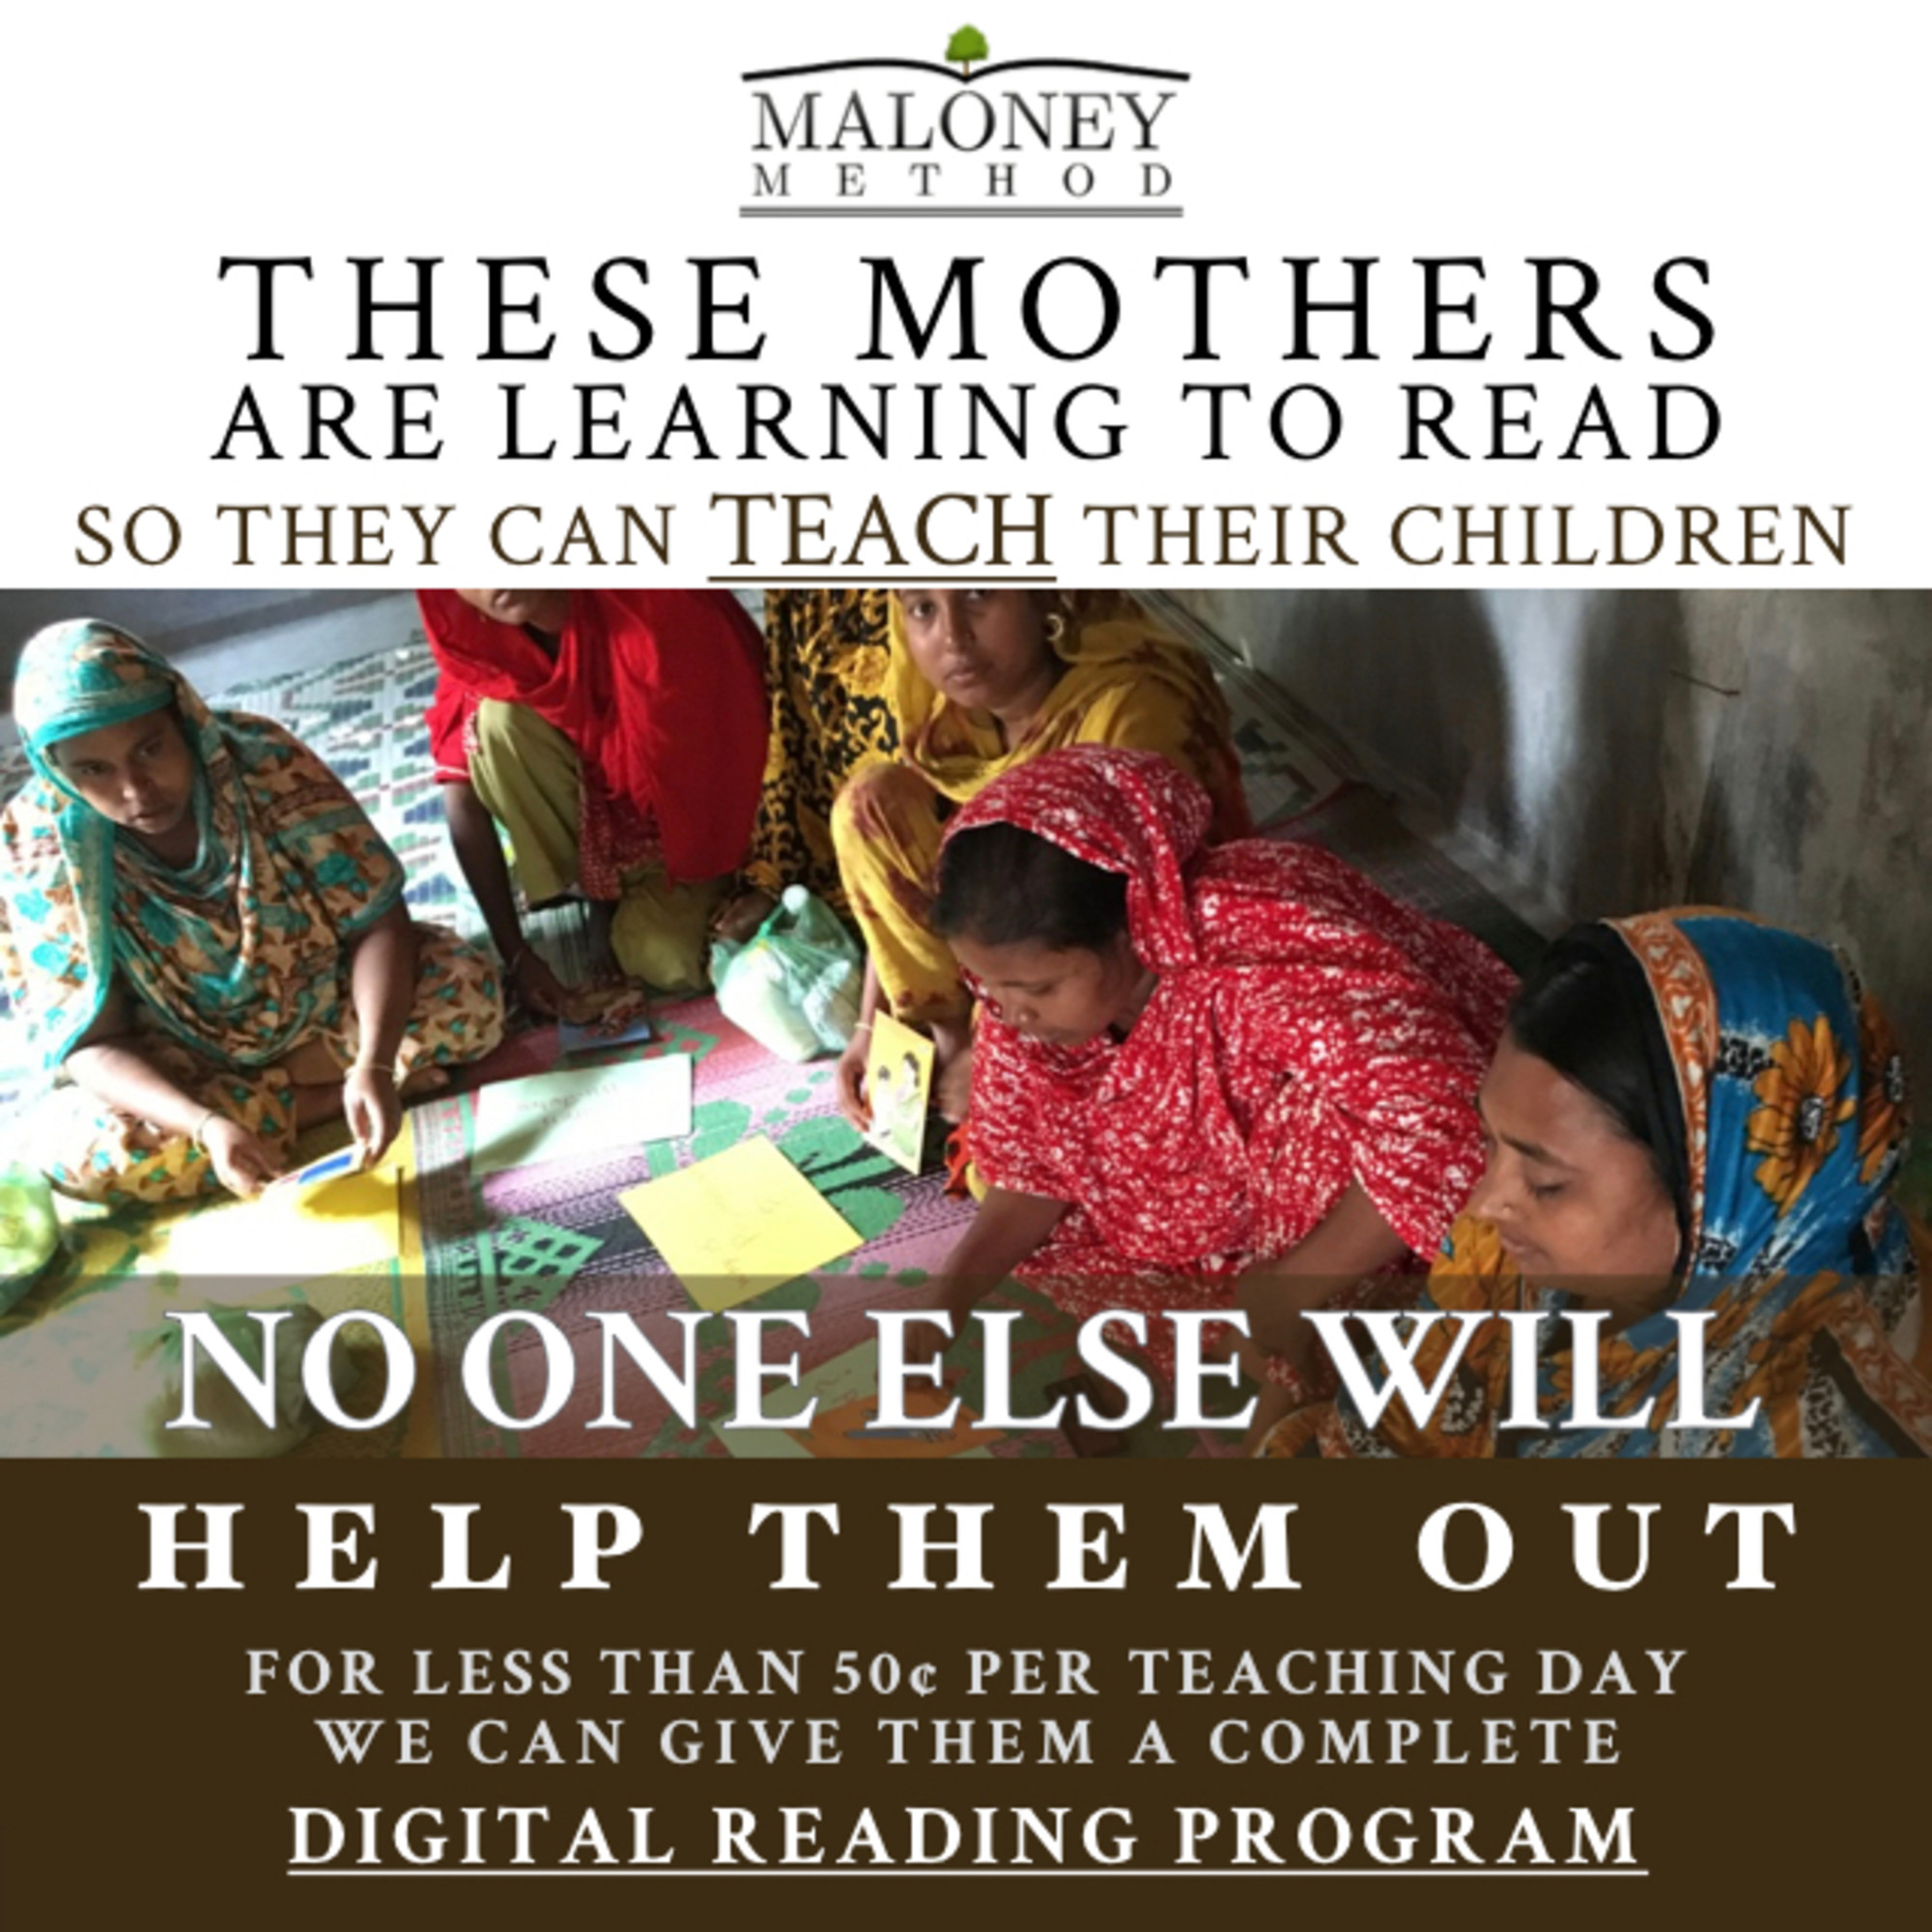 MALONEY
METHOD
THESE MOTHERS
ARE LEARNING TO READ
SO THEY CAN TEACH THEIR CHILDREN
NO ONE ELSE WILL
HELP THEM OUT
FOR LESS THAN 50¢ PER TEACHING DAY
WE CAN GIVE THEM A COMPLETE
DIGITAL READING PROGRAM